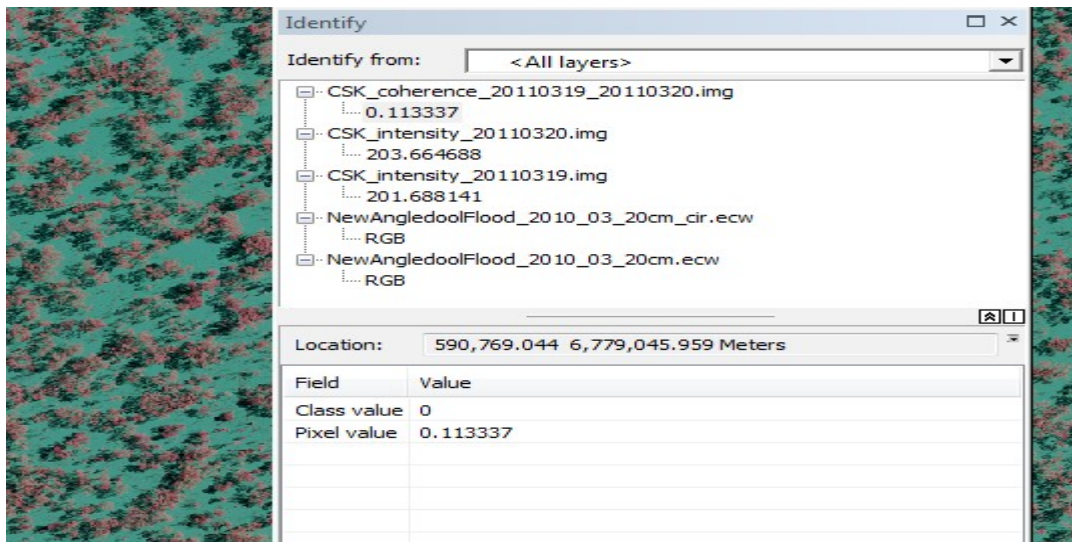 Identify
Identify from: <All layers>
CSK_coherence_20110319_20110320.img
0.113337
CSK_intensity_20110320.img
203.664688
CSK_intensity_20110319.img
201.688141
NewAngledoolFlood_2010_03_20cm_cir.ecw
RGB
NewAngledoolFlood_2010_03_20cm.ecw
RGB
Location: 590,769.044 6,779,045.959 Meters
Field Value
Class value 0
Pixel value 0.113337